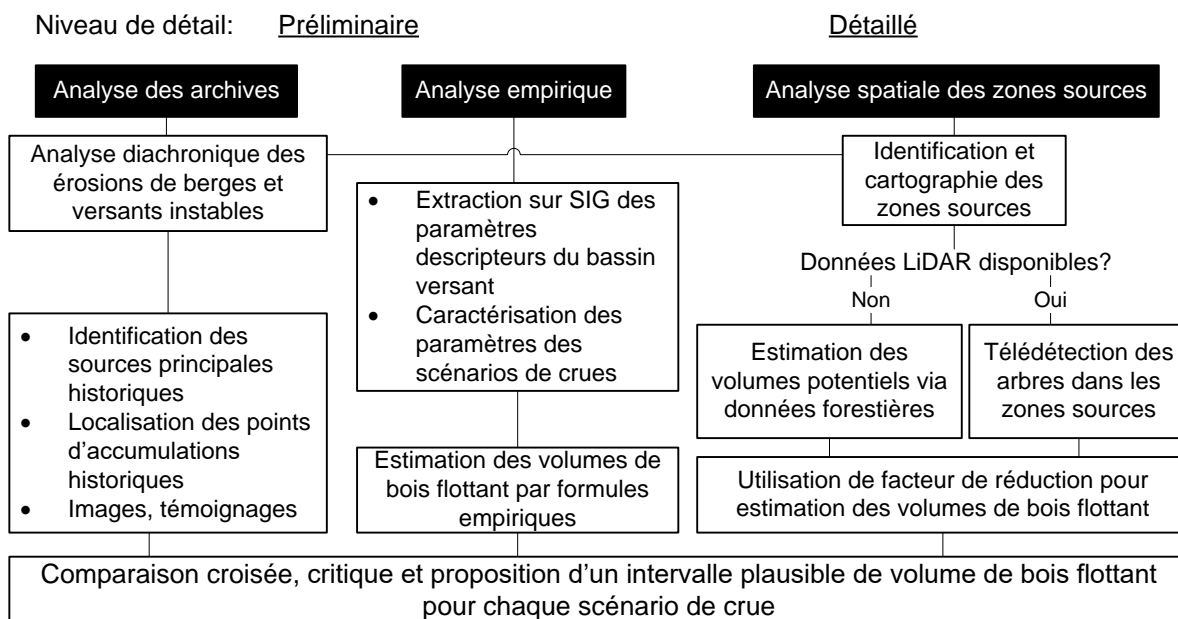 Niveau de détail: Préliminaire Détaillé
Analyse des archives
Analyse diachronique des
érosions de berges et
versants instables
• Identification des
sources principales
historiques
• Localisation des points
d'accumulations
historiques
• Images, témoignages
Analyse empirique
• Extraction sur SIG des
paramètres
descripteurs du bassin
versant
• Caractérisation des
paramètres des
scénarios de crues
Estimation des volumes de
bois flottant par formules
empiriques
Analyse spatiale des zones sources
Identification et
cartographie des
zones sources
Données LiDAR disponibles?
Non
Oui
Estimation des
volumes potentiels via
données forestières
Télédétection des
arbres dans les
zones sources
Utilisation de facteur de réduction pour
estimation des volumes de bois flottant
Comparaison croisée, critique et proposition d'un intervalle plausible de volume de bois flottant
pour chaque scénario de crue